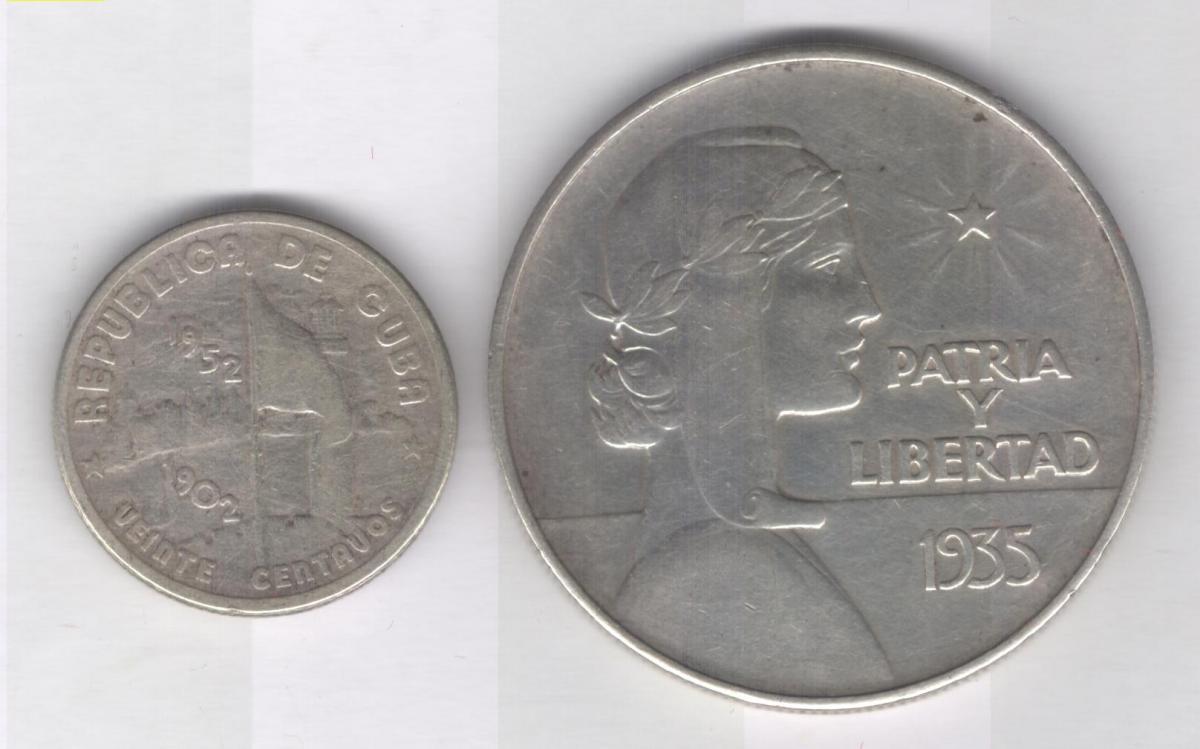 REPUBLICA DE CUBA
1952
1902
VEINTE CENTAVOS
PATRIA
Y
LIBERTAD
1935